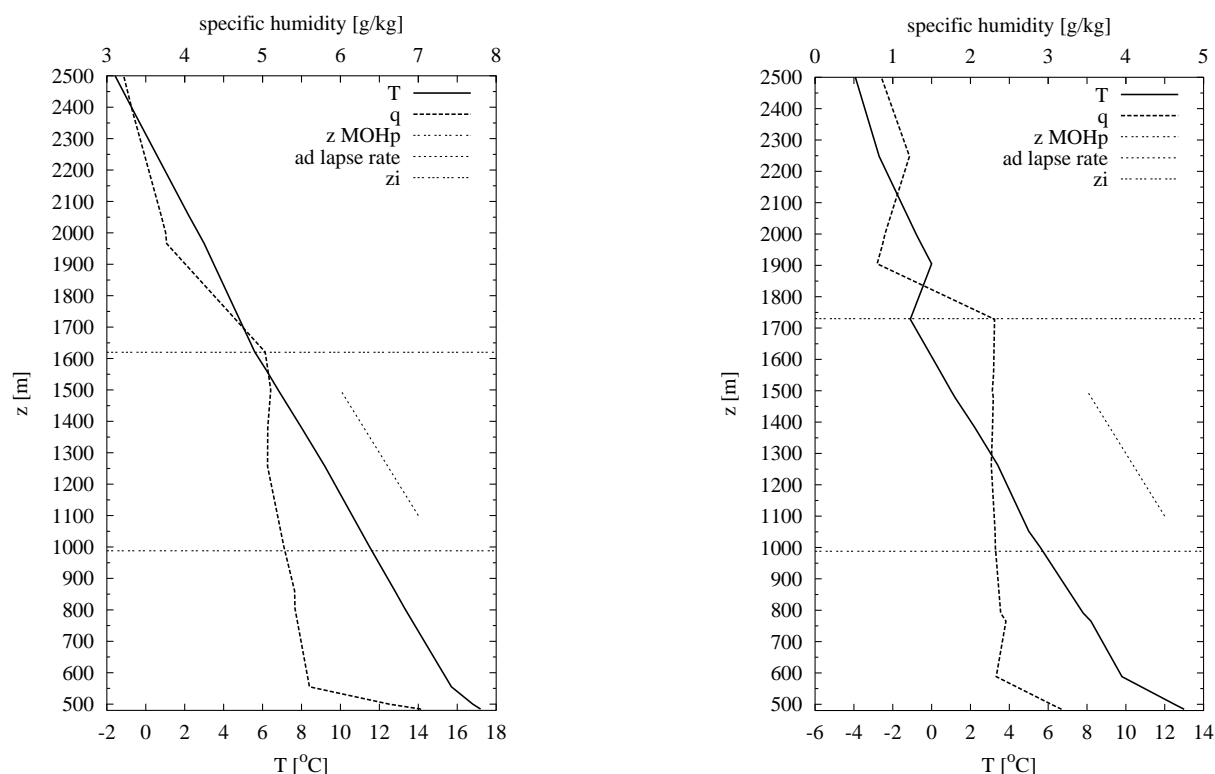 specific humidity [g/kg]
3 4 5 6 7 8
2500
2400
2300
2200
2100
2000
1900
1800
1700
1600
1500
1400
1300
1200
1100
1000
900
800
700
600
500
z [m]
T
q
z MOHp
ad lapse rate
zi
-2 0 2 4 6 8 10 12 14 16 18
T [°C]
specific humidity [g/kg]
0 1 2 3 4 5
2500
2400
2300
2200
2100
2000
1900
1800
1700
1600
1500
1400
1300
1200
1100
1000
900
800
700
600
500
z [m]
T
q
z MOHp
ad lapse rate
zi
-6 -4 -2 0 2 4 6 8 10 12 14
T [°C]